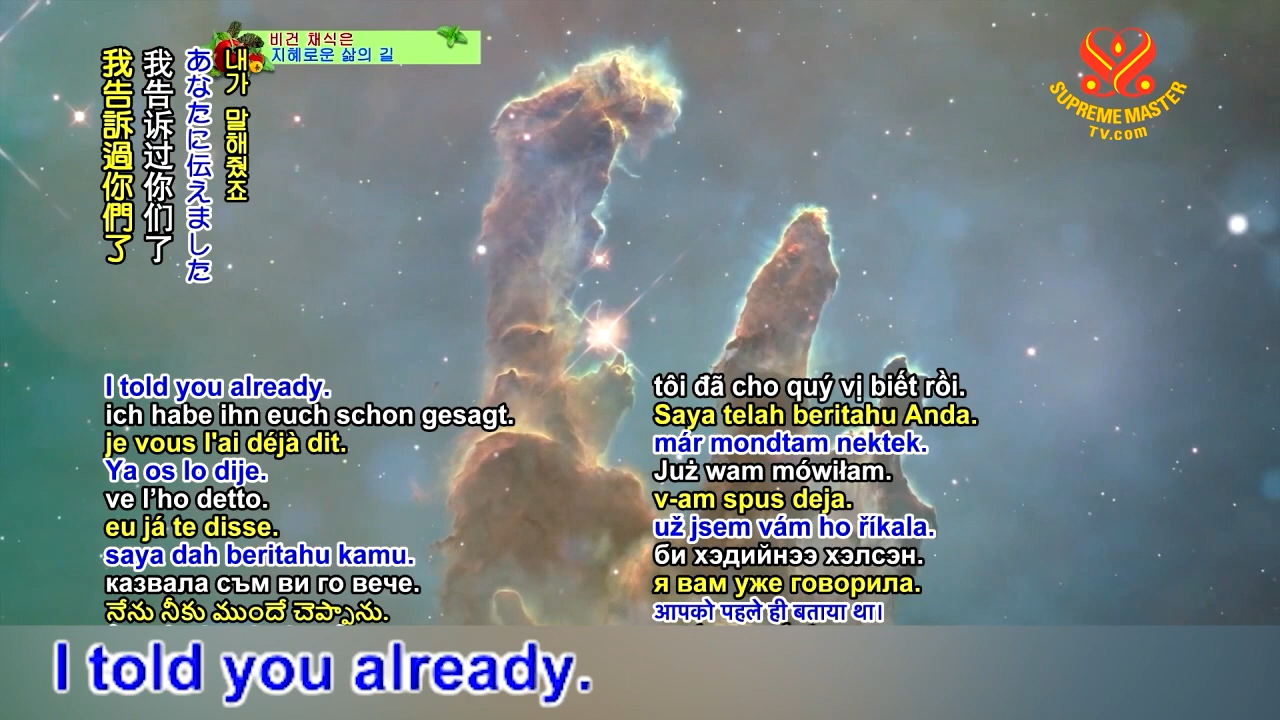 비건 채식은
지혜로운 삶의 길
SUPREME MASTER
TV.com
내가 말해줬죠
あなたに伝えました
我告诉过你们了
我告訴過你們了
I told you already.
ich habe ihn euch schon gesagt.
je vous l'ai déjà dit.
Ya os lo dije.
ve l’ho detto.
eu já te disse.
saya dah beritahu kamu.
казвала съм ви го вече.
నేను నీకు ముందే చెప్పాను.
tôi đã cho quý vị biết rồi.
Saya telah beritahu Anda.
már mondtam nektek.
Już wam mówiłam.
v-am spus deja.
už jsem vám ho říkala.
би хэдийнээ хэлсэн.
я вам уже говорила.
आपको पहले ही बताया था।
I told you already.